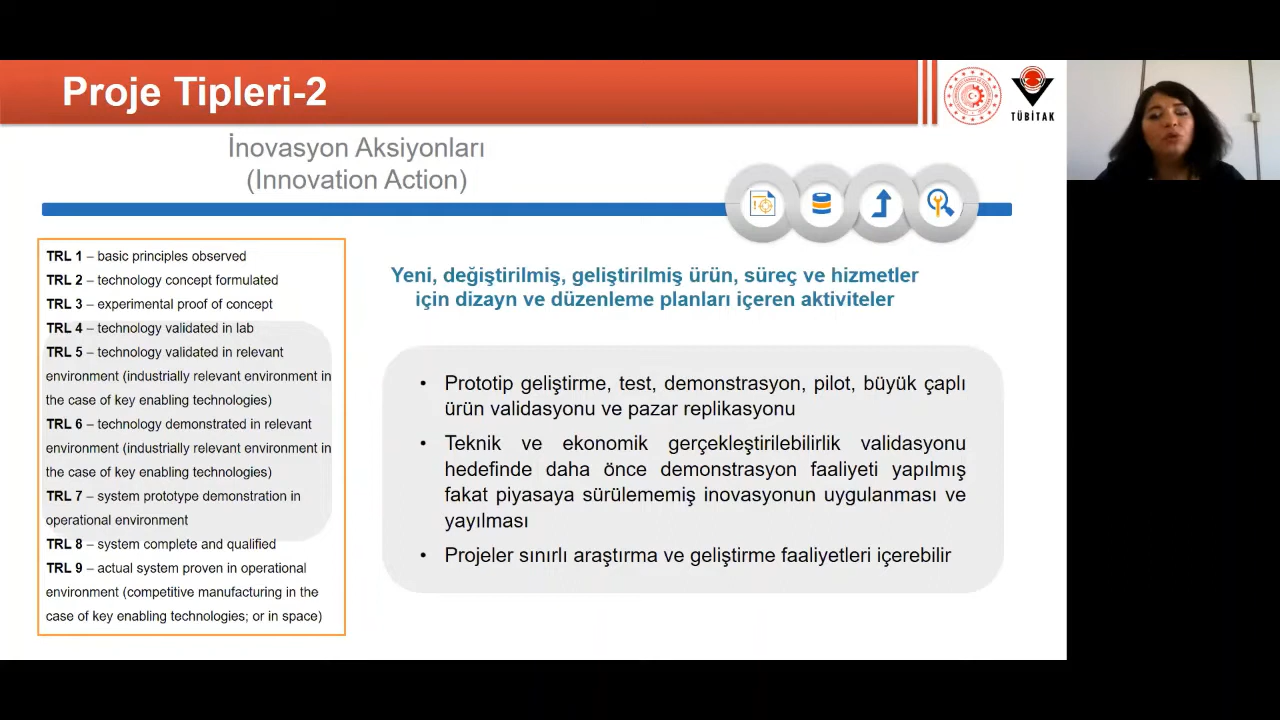 Proje Tipleri-2
TÜBİTAK
İnovasyon Aksiyonları
(Innovation Action)
TRL 1 – basic principles observed
TRL 2 – technology concept formulated
TRL 3 – experimental proof of concept
TRL 4 – technology validated in lab
TRL 5 – technology validated in relevant
environment (industrially relevant environment in
the case of key enabling technologies)
TRL 6 – technology demonstrated in relevant
environment (industrially relevant environment in
the case of key enabling technologies)
TRL 7 – system prototype demonstration in
operational environment
TRL 8 – system complete and qualified
TRL 9 – actual system proven in operational
environment (competitive manufacturing in the
case of key enabling technologies; or in space)
Yeni, değiştirilmiş, geliştirilmiş ürün, süreç ve hizmetler
için dizayn ve düzenleme planları içeren aktiviteler
• Prototip geliştirme, test, demonstrasyon, pilot, büyük çaplı
ürün validasyonu ve pazar replikasyonu
• Teknik ve ekonomik gerçekleştirilebilirlik validasyonu
hedefinde daha önce demonstrasyon faaliyeti yapılmış
fakat piyasaya sürülememiş inovasyonun uygulanması ve
yayılması
• Projeler sınırlı araştırma ve geliştirme faaliyetleri içerebilir